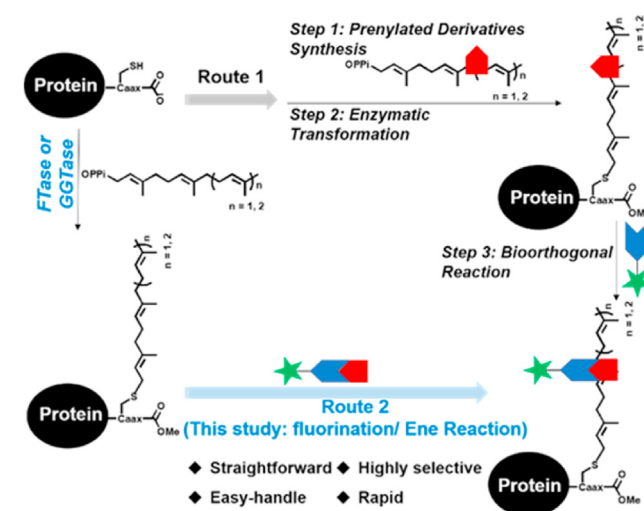 Step 1: Prenylated Derivatives
Synthesis
OPPi
n = 1, 2
Step 2: Enzymatic
Transformation
Route 1
Protein
SH
Caax
O
O
FTase or
GGTase
OPPi
n
n = 1, 2
n
n = 1, 2
S
Protein
Caax
O
OMe
n
n = 1, 2
S
Protein
Caax
O
Step 3: Bioorthogonal
Reaction
n
n = 1, 2
S
Protein
Caax
O
OMe
Route 2
(This study: fluorination/ Ene Reaction)
◆ Straightforward ◆ Highly selective
◆ Easy-handle ◆ Rapid